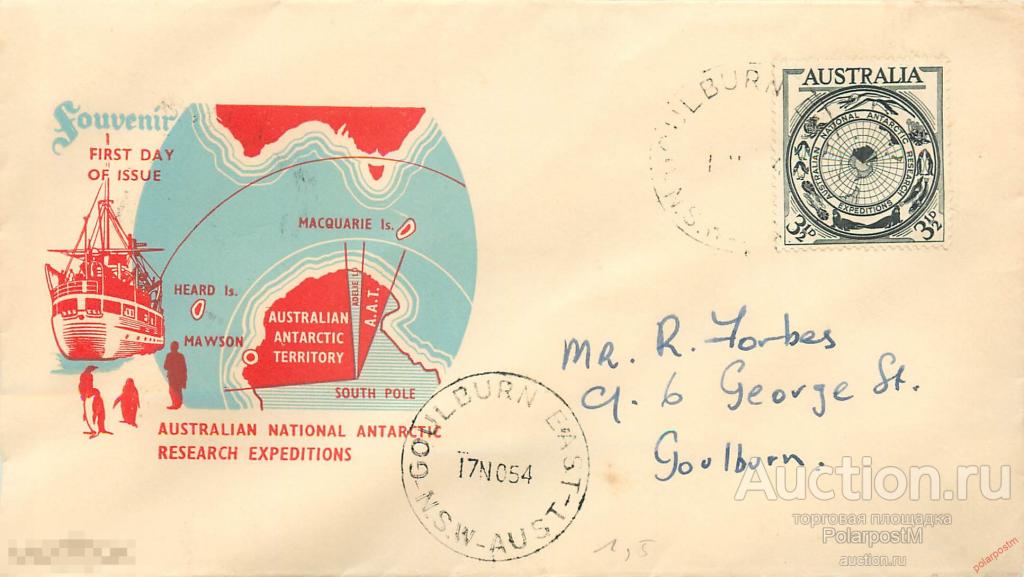 Souvenir
FIRST DAY
OF ISSUE
MACQUARIE Is.
HEARD Is.
MAWSON
AUSTRALIAN
ANTARCTIC
TERRITORY
ADELIE L.
A.A.T.
SOUTH POLE
AUSTRALIAN NATIONAL ANTARCTIC
RESEARCH EXPEDITIONS
GOULBURN EAST
17NO54
N.S.W-AUST
GOULBURN
N.S.W.
AUSTRALIA
AUSTRALIAN NATIONAL ANTARCTIC RESEARCH EXPEDITIONS
3½D 3½D
MR. R. Forbes
6 George St.
Goulburn.
1,5
Auction.ru
торговая площадка
PolarpostM
auction.ru
polarpostm